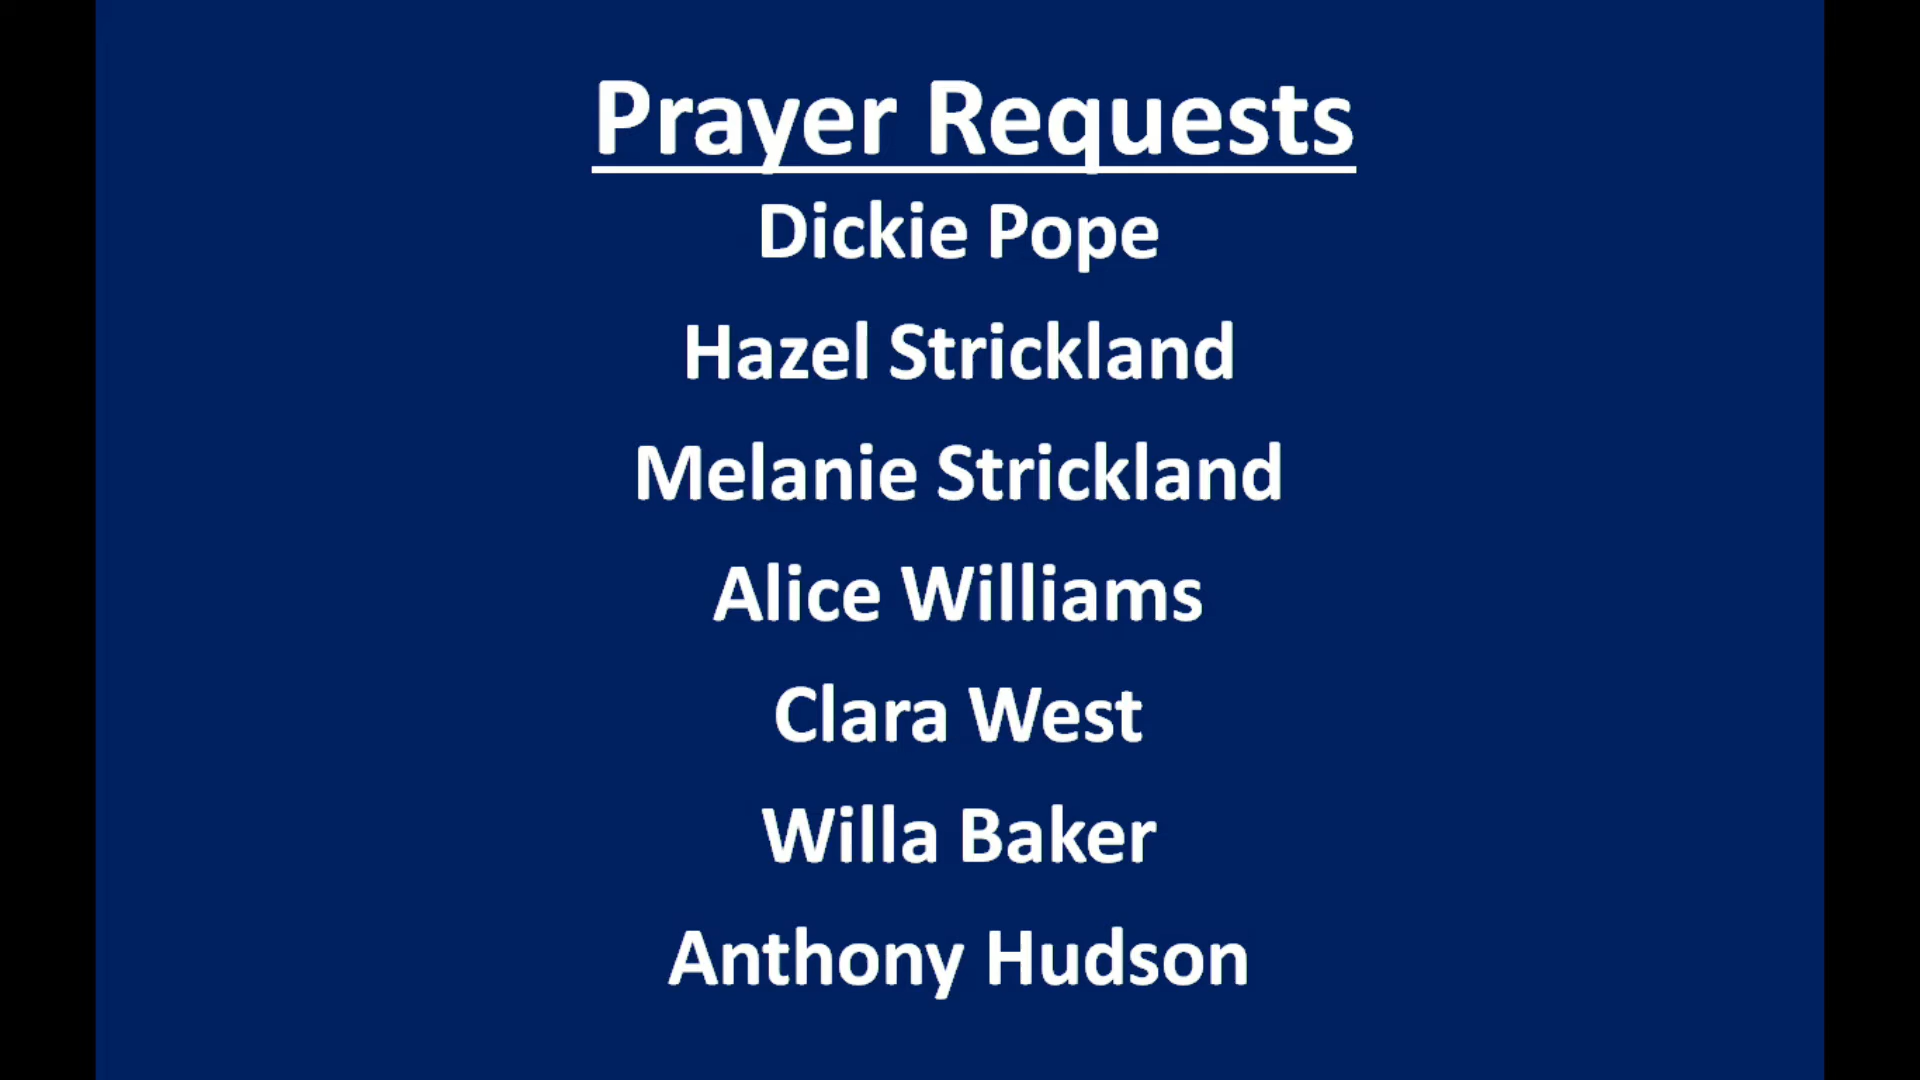 Prayer Requests
Dickie Pope
Hazel Strickland
Melanie Strickland
Alice Williams
Clara West
Willa Baker
Anthony Hudson